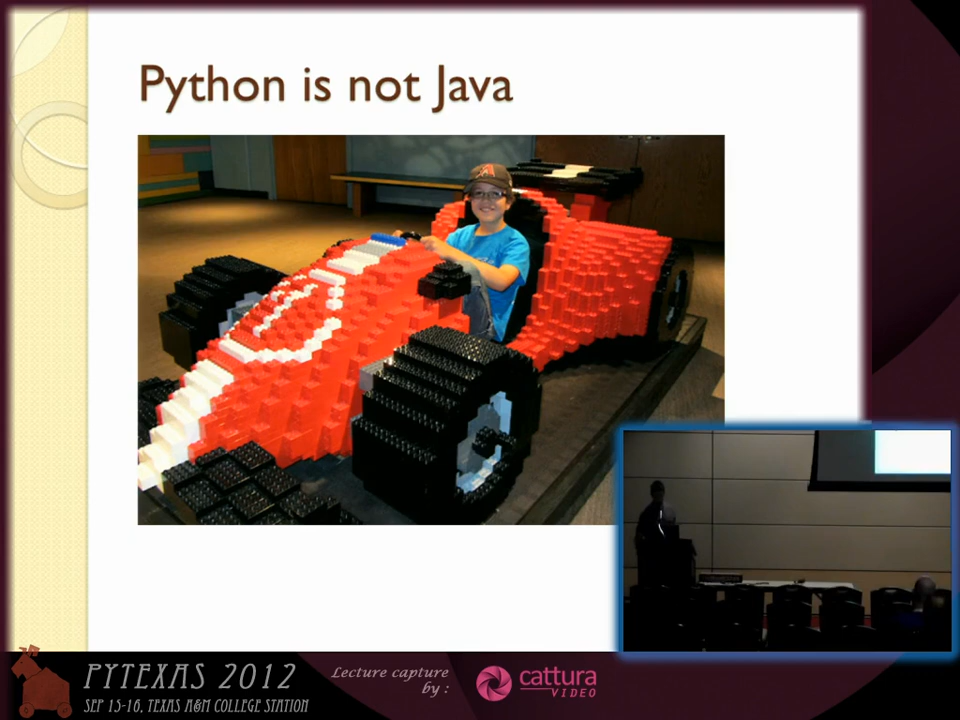 Python is not Java
PYTEXAS 2012
SEP 15-16, TEXAS A&M COLLEGE STATION
Lecture capture
by :
cattura
VIDEO